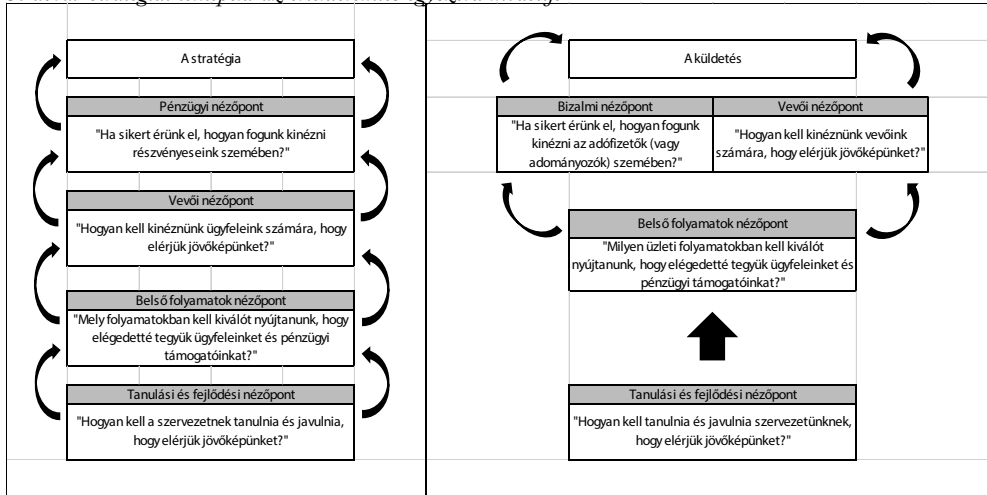 A stratégia
Pénzügyi nézőpont
"Ha sikert érünk el, hogyan fogunk kinézni
részvényeseink szemében?"
Vevői nézőpont
"Hogyan kell kinéznünk ügyfeleink számára, hogy
elérjük jövőképünket?"
Belső folyamatok nézőpont
"Mely folyamatokban kell kiválót nyújtanunk, hogy
elégedetté tegyük ügyfeleinket és pénzügyi
támogatóinkat?"
Tanulási és fejlődési nézőpont
"Hogyan kell a szervezetnek tanulnia és javulnia,
hogy elérjük jövőképünket?"
A küldetés
Bizalmi nézőpont
"Ha sikert érünk el, hogyan fogunk
kinézni az adófizetők (vagy
adományozók) szemében?"
Vevői nézőpont
"Hogyan kell kinéznünk vevőink
számára, hogy elérjük jövőképünket?"
Belső folyamatok nézőpont
"Milyen üzleti folyamatokban kell kiválót
nyújtanunk, hogy elégedetté tegyük ügyfeleinket és
pénzügyi támogatóinkat?"
Tanulási és fejlődési nézőpont
"Hogyan kell tanulnia és javulnia szervezetünknek,
hogy elérjük jövőképünket?"